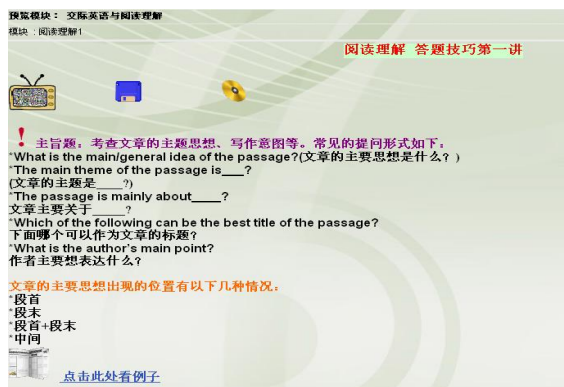 预览模块： 交际英语与阅读理解
模块 ：阅读理解1
阅读理解 答题技巧第一讲
！主旨题：考查文章的主题思想、写作意图等。常见的提问形式如下：
*What is the main/general idea of the passage?(文章的主要思想是什么？)
*The main theme of the passage is___?
(文章的主题是____?)
*The passage is mainly about____?
文章主要关于_____?
*Which of the following can be the best title of the passage?
下面哪个可以作为文章的标题？
*What is the author's main point?
作者主要想表达什么？
文章的主要思想出现的位置有以下几种情况：
*段首
*段末
*段首+段末
*中间
点击此处看例子